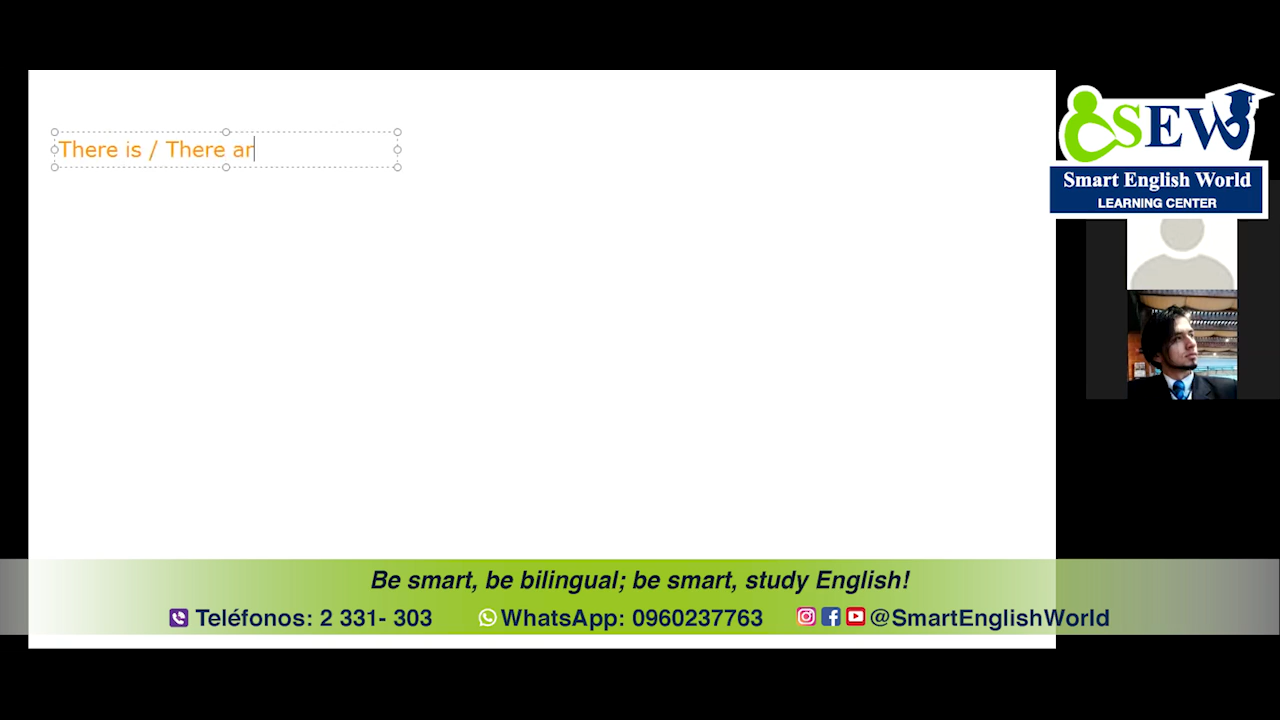 There is / There ar
SEW
Smart English World
LEARNING CENTER
Be smart, be bilingual; be smart, study English!
Teléfonos: 2 331- 303 WhatsApp: 0960237763 @SmartEnglishWorld